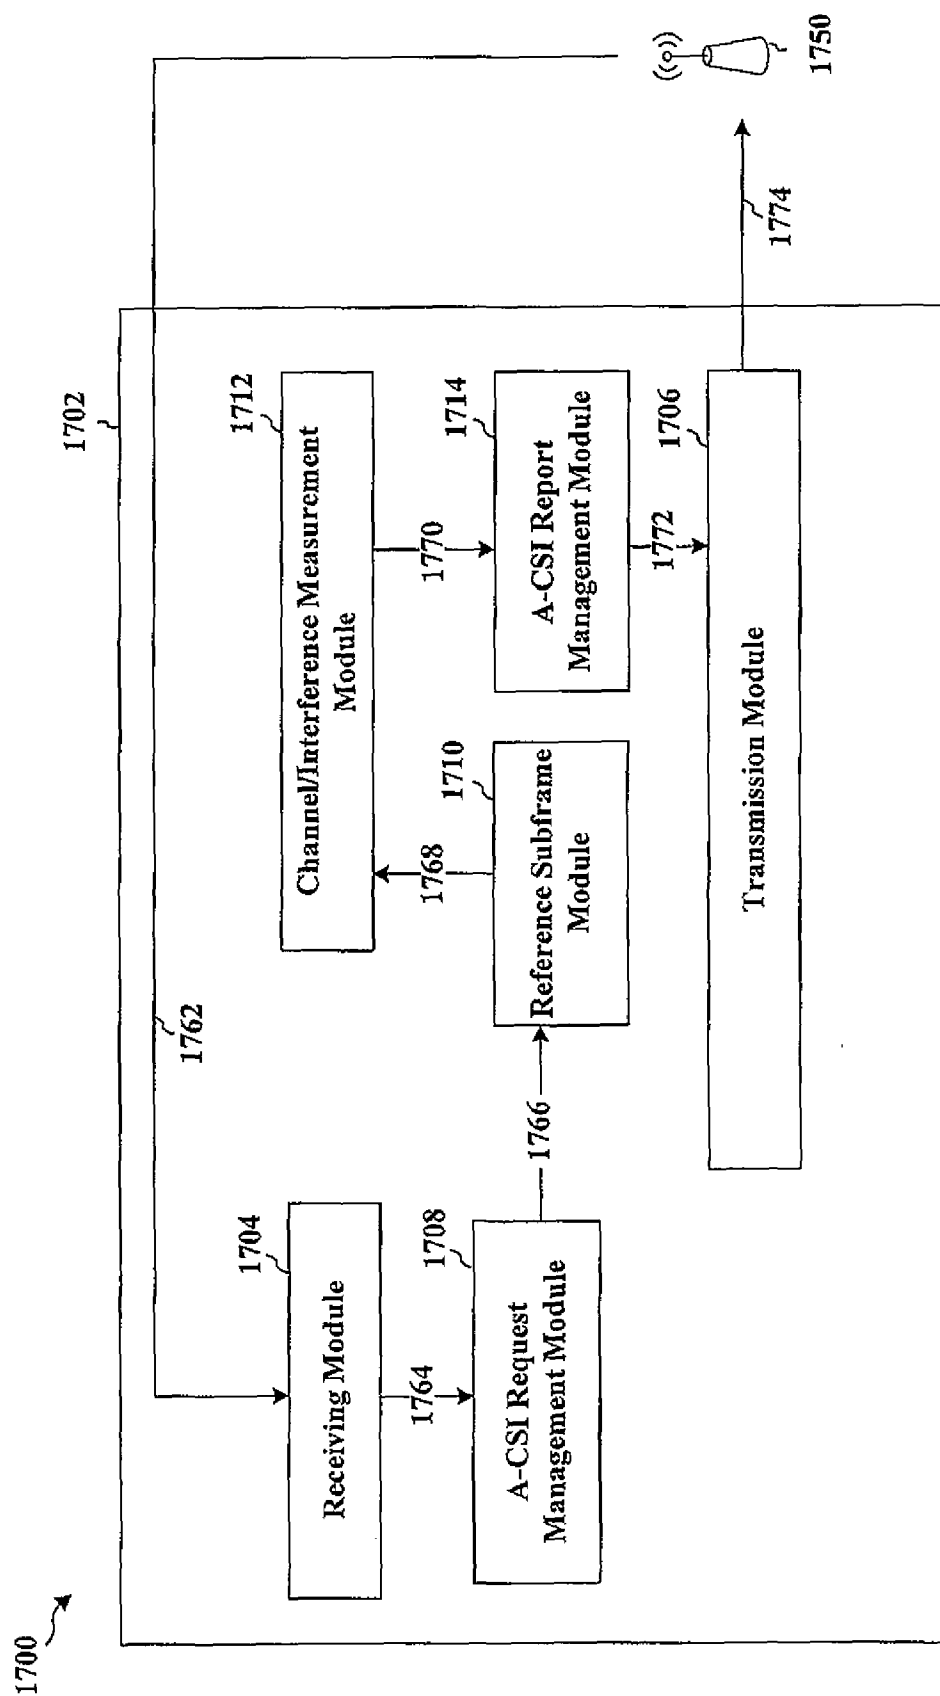 1700
1702
1762
1704
Receiving Module
1764
1708
A-CSI Request
Management Module
1766
1712
Channel/Interference Measurement
Module
1768
1710
Reference Subframe
Module
1770
1714
A-CSI Report
Management Module
1772
1706
Transmission Module
1774
1750